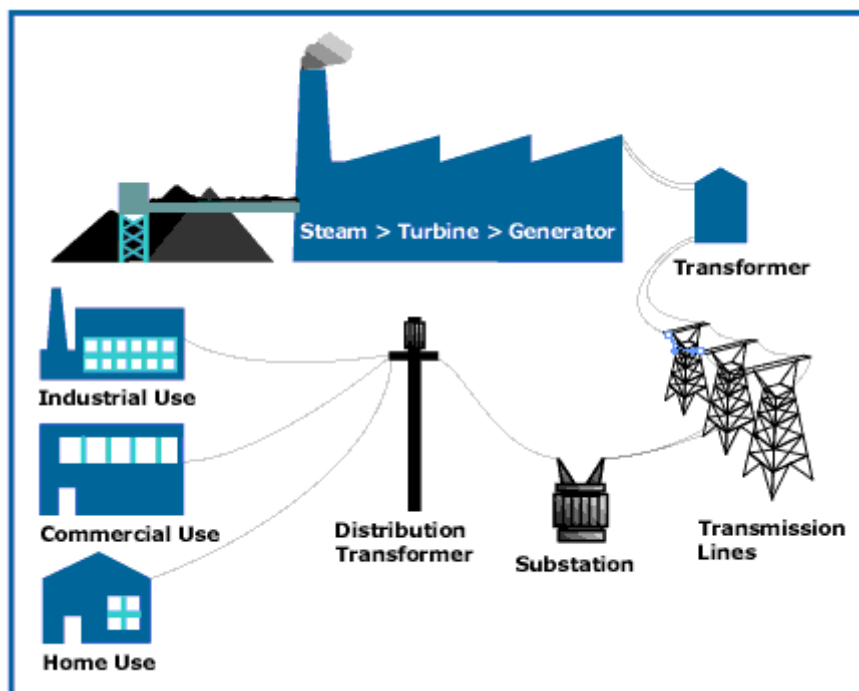 Steam > Turbine > Generator
Transformer
Industrial Use
Commercial Use
Distribution
Transformer
Substation
Transmission
Lines
Home Use